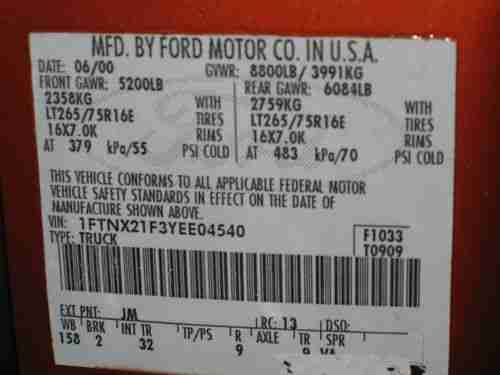 MFD. BY FORD MOTOR CO. IN U.S.A.
DATE: 06/00 GVWR: 8800LB/ 3991KG
FRONT GAWR: 5200LB REAR GAWR: 6084LB
2358KG WITH 2759KG WITH
LT265/75R16E TIRES LT265/75R16E TIRES
16X7.0K RIMS 16X7.0K RIMS
AT 379 kPa/55 PSI COLD AT 483 kPa/70 PSI COLD
THIS VEHICLE CONFORMS TO ALL APPLICABLE FEDERAL MOTOR
VEHICLE SAFETY STANDARDS IN EFFECT ON THE DATE OF
MANUFACTURE SHOWN ABOVE.
VIN: 1FTNX21F3YEE04540 F1033
TYPE: TRUCK T0909
EXT PNT: JM RC: 13 DSO:
WB BRK INT TR TP/PS R AXLE TR SPR
158 2 32 9 9